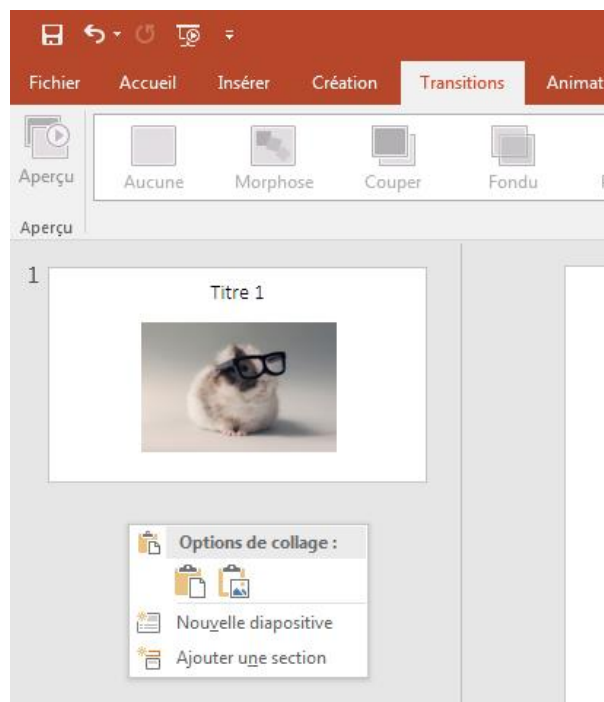 Fichier Accueil Insérer Création Transitions Animat
Aperçu Aucune Morphose Couper Fondu
Aperçu
1
Titre 1
Options de collage :
Nouvelle diapositive
Ajouter une section